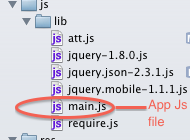 js
lib
att.js
jquery-1.8.0.js
jquery.json-2.3.1.js
jquery.mobile-1.1.1.js
main.js
App Js
file
require.js